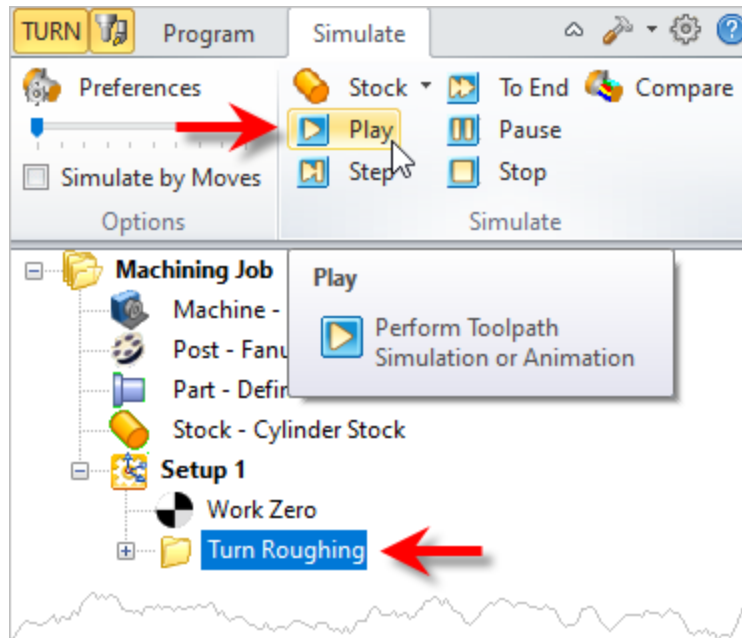 TURN Program Simulate
Preferences Stock To End Compare
Play Pause
Simulate by Moves Step Stop
Options Simulate
Machining Job
Machine -
Post - Fanu
Part - Defin
Stock - Cylinder Stock
Setup 1
Work Zero
Turn Roughing
Play
Perform Toolpath
Simulation or Animation